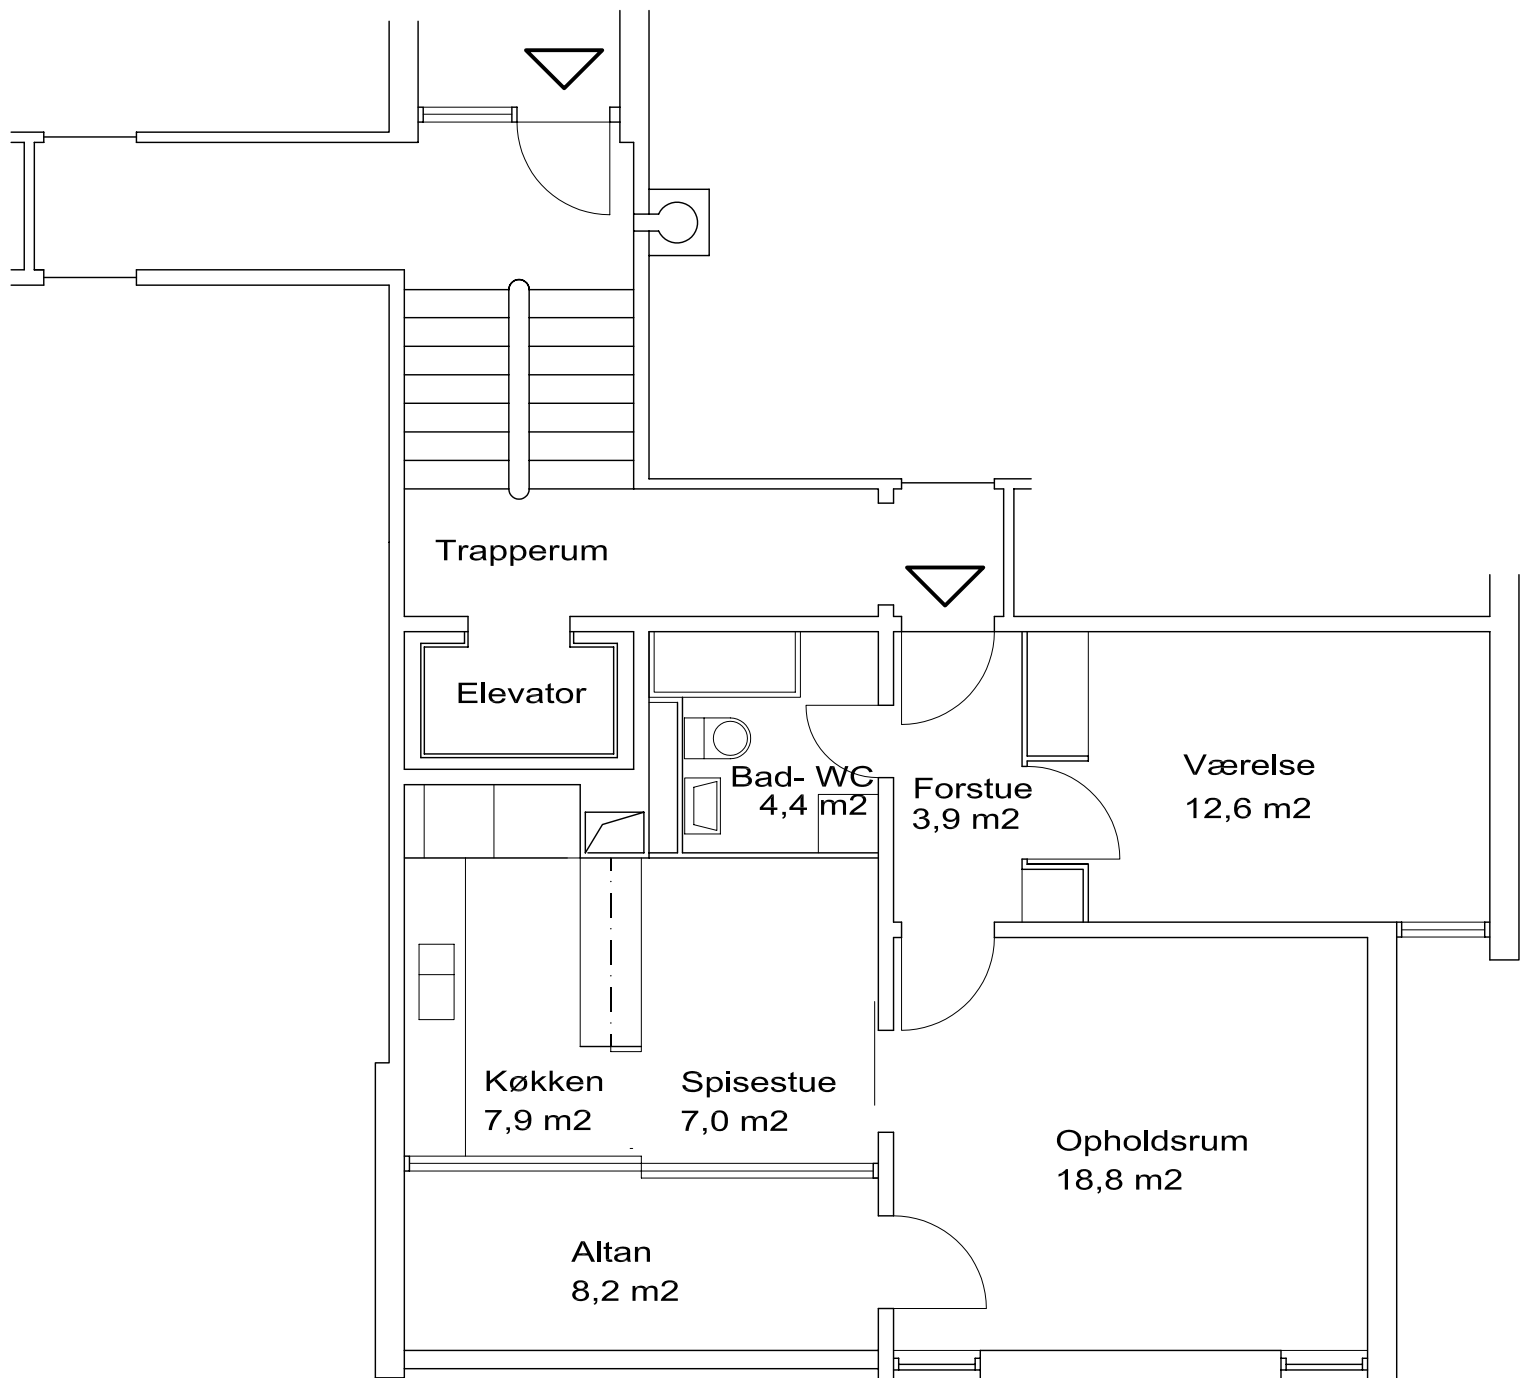 Trapperum
Elevator
Bad- WC
4,4 m2
Forstue
3,9 m2
Værelse
12,6 m2
Køkken
7,9 m2
Spisestue
7,0 m2
Opholdsrum
18,8 m2
Altan
8,2 m2